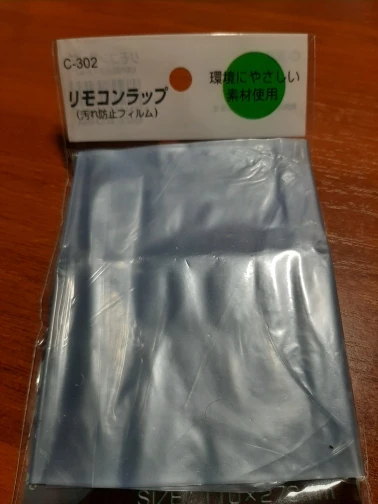 C-302
リモコンラップ
(汚れ防止フィルム)
環境にやさしい
素材使用